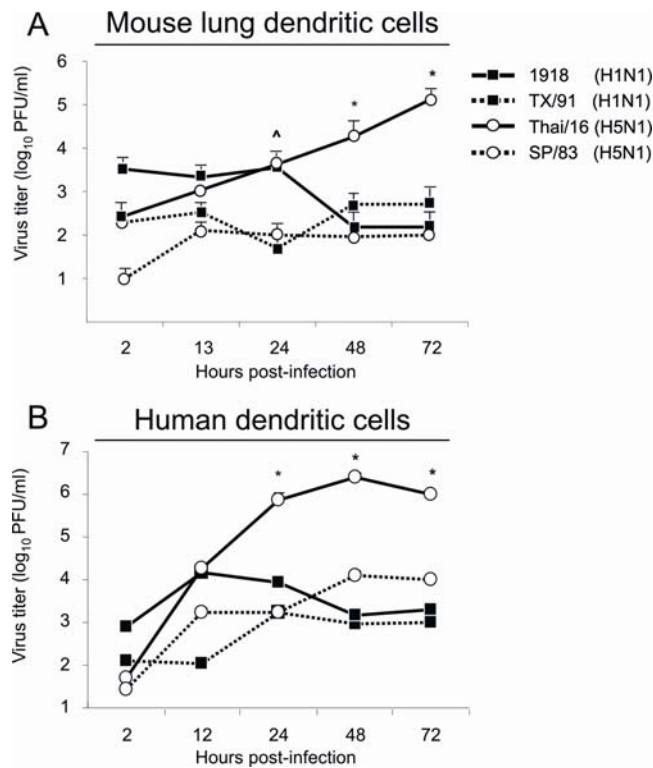 A
Mouse lung dendritic cells
6
5
4
3
2
1
Virus titer (log10 PFU/ml)
^
*
*
2 13 24 48 72
Hours post-infection
1918 (H1N1)
TX/91 (H1N1)
Thai/16 (H5N1)
SP/83 (H5N1)
B
Human dendritic cells
7
6
5
4
3
2
1
Virus titer (log10 PFU/ml)
*
*
*
2 12 24 48 72
Hours post-infection